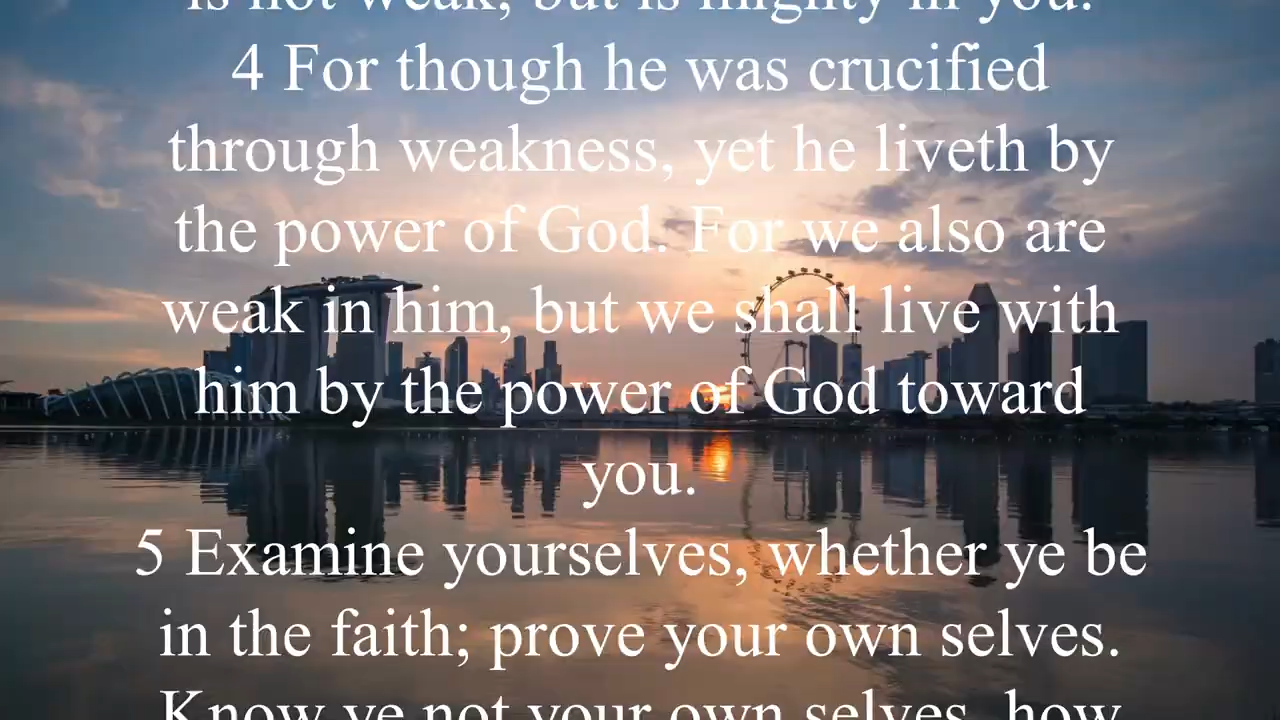 is not weak, but is mighty in you.
4 For though he was crucified
through weakness, yet he liveth by
the power of God. For we also are
weak in him, but we shall live with
him by the power of God toward
you.
5 Examine yourselves, whether ye be
in the faith; prove your own selves.
Know ye not your own selves, how